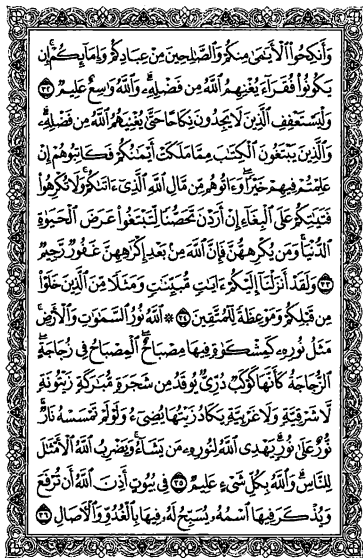 وَأَنكِحُوا۟ ٱلْأَيَـٰمَىٰ مِنكُمْ وَٱلصَّـٰلِحِينَ مِنْ عِبَادِكُمْ وَإِمَآئِكُمْ ۚ إِن
يَكُونُوا۟ فُقَرَآءَ يُغْنِهِمُ ٱللَّهُ مِن فَضْلِهِۦ ۗ وَٱللَّهُ وَٰسِعٌ عَلِيمٌ ٣٢
وَلْيَسْتَعْفِفِ ٱلَّذِينَ لَا يَجِدُونَ نِكَاحًا حَتَّىٰ يُغْنِيَهُمُ ٱللَّهُ مِن فَضْلِهِۦ ۗ
وَٱلَّذِينَ يَبْتَغُونَ ٱلْكِتَـٰبَ مِمَّا مَلَكَتْ أَيْمَـٰنُكُمْ فَكَاتِبُوهُمْ إِنْ
عَلِمْتُمْ فِيهِمْ خَيْرًا ۖ وَءَاتُوهُم مِّن مَّالِ ٱللَّهِ ٱلَّذِىٓ ءَاتَىٰكُمْ ۚ وَلَا تُكْرِهُوا۟
فَتَيَـٰتِكُمْ عَلَى ٱلْبِغَآءِ إِنْ أَرَدْنَ تَحَصُّنًا لِّتَبْتَغُوا۟ عَرَضَ ٱلْحَيَوٰةِ
ٱلدُّنْيَا ۚ وَمَن يُكْرِههُّنَّ فَإِنَّ ٱللَّهَ مِنۢ بَعْدِ إِكْرَٰهِهِنَّ غَفُورٌ رَّحِيمٌ
٣٣ وَلَقَدْ أَنزَلْنَآ إِلَيْكُمْ ءَايَـٰتٍ مُّبَيِّنَـٰتٍ وَمَثَلًا مِّنَ ٱلَّذِينَ خَلَوْا۟
مِن قَبْلِكُمْ وَمَوْعِظَةً لِّلْمُتَّقِينَ ٣٤ ۞ ٱللَّهُ نُورُ ٱلسَّمَـٰوَٰتِ وَٱلْأَرْضِ ۚ
مَثَلُ نُورِهِۦ كَمِشْكَوٰةٍ فِيهَا مِصْبَاحٌ ۖ ٱلْمِصْبَاحُ فِى زُجَاجَةٍ ۖ
ٱلزُّجَاجَةُ كَأَنَّهَا كَوْكَبٌ دُرِّىٌّ يُوقَدُ مِن شَجَرَةٍ مُّبَـٰرَكَةٍ زَيْتُونَةٍ
لَّا شَرْقِيَّةٍ وَلَا غَرْبِيَّةٍ يَكَادُ زَيْتُهَا يُضِىٓءُ وَلَوْ لَمْ تَمْسَسْهُ نَارٌ ۚ
نُّورٌ عَلَىٰ نُورٍ ۗ يَهْدِى ٱللَّهُ لِنُورِهِۦ مَن يَشَآءُ ۚ وَيَضْرِبُ ٱللَّهُ ٱلْأَمْثَـٰلَ
لِلنَّاسِ ۗ وَٱللَّهُ بِكُلِّ شَىْءٍ عَلِيمٌ ٣٥ فِى بُيُوتٍ أَذِنَ ٱللَّهُ أَن تُرْفَعَ
وَيُذْكَرَ فِيهَا ٱسْمُهُۥ يُسَبِّحُ لَهُۥ فِيهَا بِٱلْغُدُوِّ وَٱلْـَٔاصَالِ ٣٦